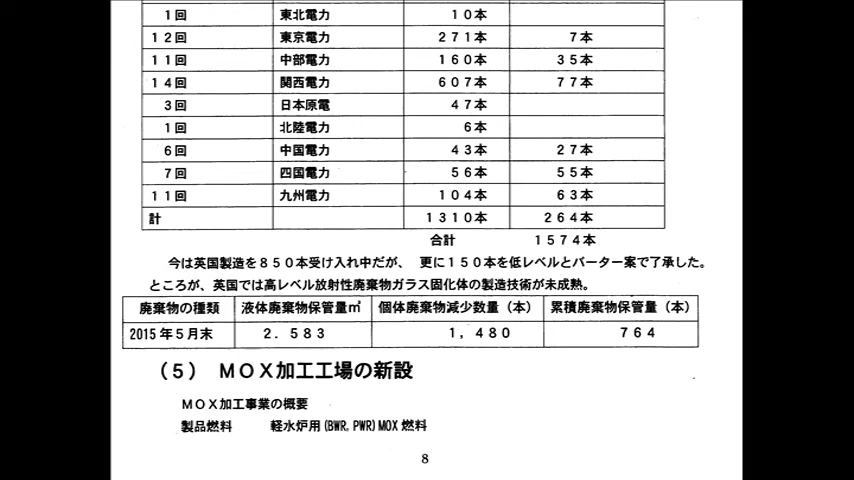 １回 東北電力 １０本
１２回 東京電力 ２７１本 ７本
１１回 中部電力 １６０本 ３５本
１４回 関西電力 ６０７本 ７７本
３回 日本原電 ４７本
１回 北陸電力 ６本
６回 中国電力 ４３本 ２７本
７回 四国電力 ５６本 ５５本
１１回 九州電力 １０４本 ６３本
計 １３１０本 ２６４本
合計 １５７４本
今は英国製造を８５０本受け入れ中だが、 更に１５０本を低レベルとバーター案で了承した。
ところが、英国では高レベル放射性廃棄物ガラス固化体の製造技術が未成熟。
廃棄物の種類 液体廃棄物保管量㎥ 個体廃棄物減少数量（本） 累積廃棄物保管量（本）
2015年５月末 ２．５８３ １，４８０ ７６４
（５） ＭＯＸ加工工場の新設
ＭＯＸ加工事業の概要
製品燃料 軽水炉用(BWR。PWR)MOX燃料
8